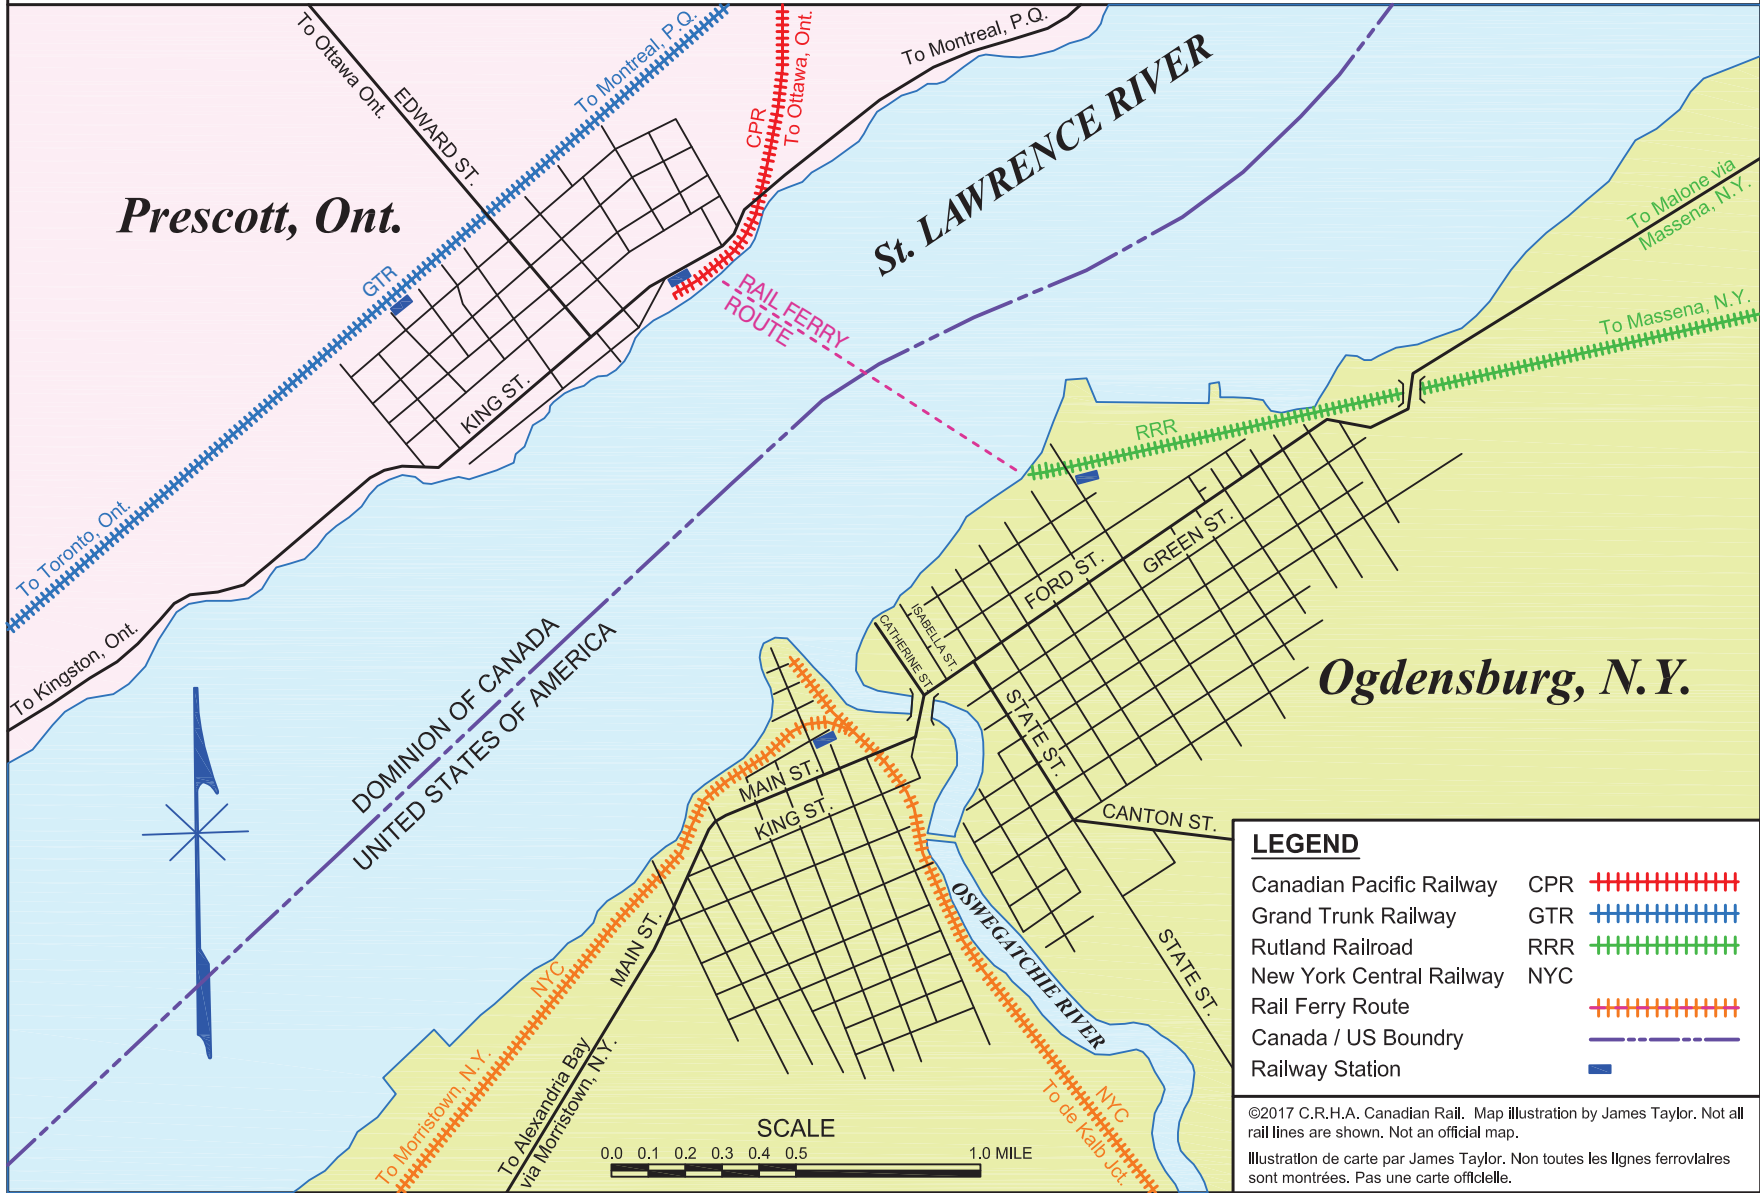 To Ottawa Ont.
EDWARD ST.
To Montreal, P.Q.
CPR
To Ottawa, Ont.
To Montreal, P.Q.
St. LAWRENCE RIVER
Prescott, Ont.
GTR
KING ST.
RAIL FERRY
ROUTE
To Malone via
Massena, N.Y.
To Massena, N.Y.
RRR
To Toronto, Ont.
To Kingston, Ont.
DOMINION OF CANADA
UNITED STATES OF AMERICA
FORD ST.
GREEN ST.
ISABELLA ST.
CATHERINE ST.
STATE ST.
Ogdensburg, N.Y.
MAIN ST.
KING ST.
CANTON ST.
OSWEGATCHIE RIVER
STATE ST.
NYC
MAIN ST.
To Morristown, N.Y.
To Alexandria Bay
via Morristown, N.Y.
NYC
To de Kalb Jct.
SCALE
0.0 0.1 0.2 0.3 0.4 0.5 1.0 MILE
LEGEND
Canadian Pacific Railway CPR
Grand Trunk Railway GTR
Rutland Railroad RRR
New York Central Railway NYC
Rail Ferry Route
Canada / US Boundry
Railway Station
©2017 C.R.H.A. Canadian Rail. Map illustration by James Taylor. Not all
rail lines are shown. Not an official map.
Illustration de carte par James Taylor. Non toutes les lignes ferroviaires
sont montrées. Pas une carte officielle.